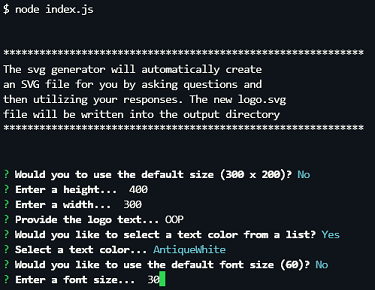 $ node index.js
************************************************************
The svg generator will automatically create
an SVG file for you by asking questions and
then utilizing your responses. The new logo.svg
file will be written into the output directory
************************************************************
? Would you to use the default size (300 x 200)? No
? Enter a height... 400
? Enter a width... 300
? Provide the logo text... OOP
? Would you like to select a text color from a list? Yes
? Select a text color... AntiqueWhite
? Would you like to use the default font size (60)? No
? Enter a font size... 30